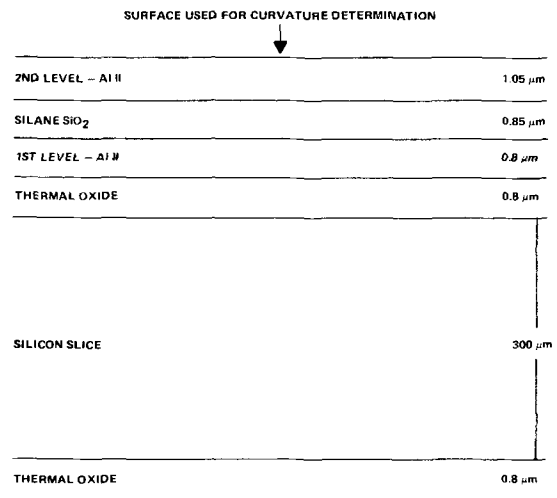 SURFACE USED FOR CURVATURE DETERMINATION
2ND LEVEL – Al II 1.05 μm
SILANE SiO2 0.85 μm
1ST LEVEL – Al 0.8 μm
THERMAL OXIDE 0.8 μm
SILICON SLICE 300 μm
THERMAL OXIDE 0.8 μm